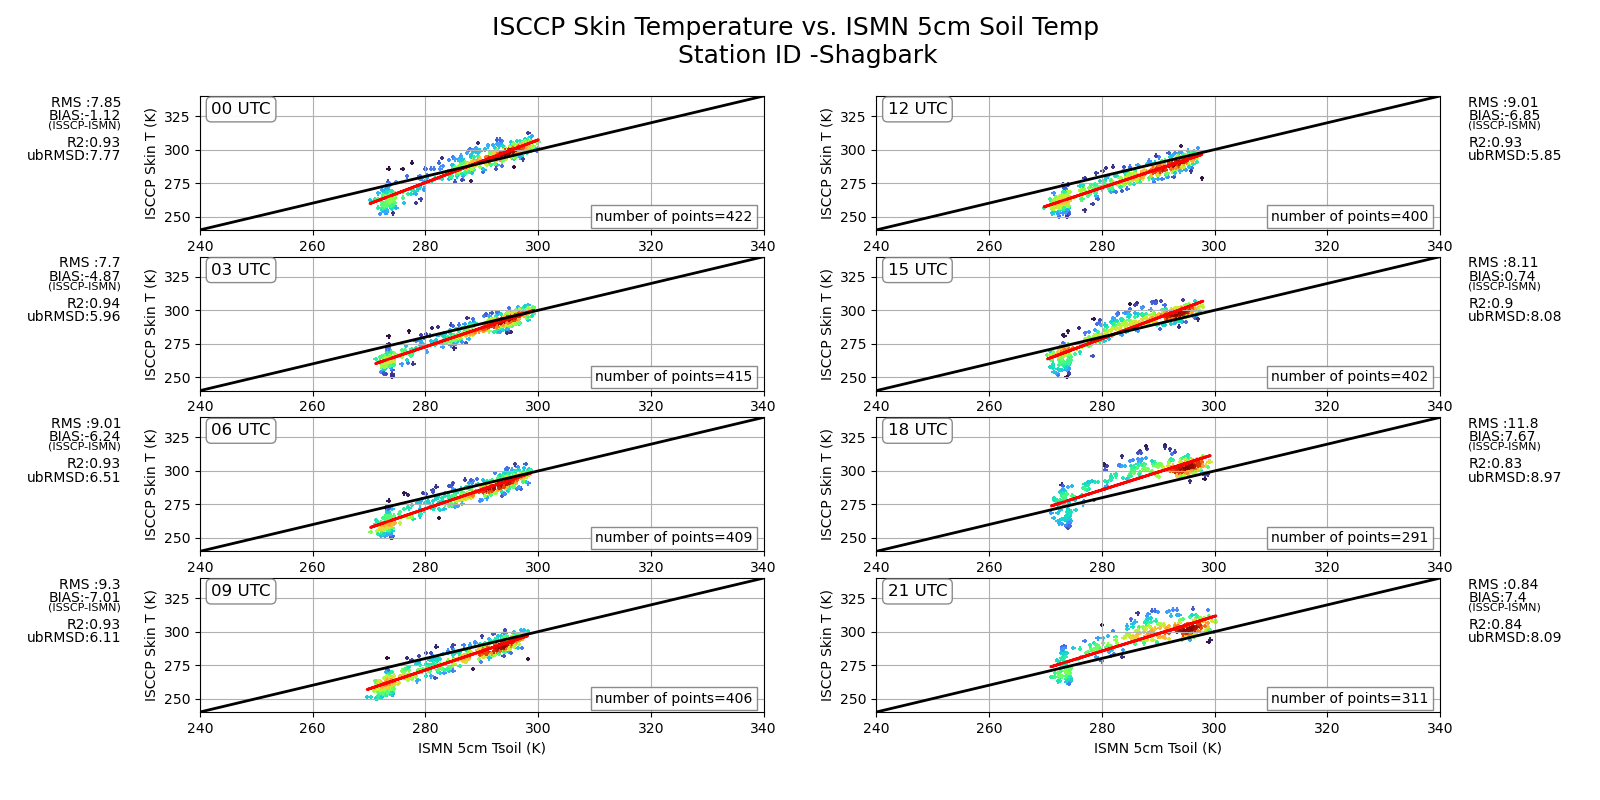 ISCCP Skin Temperature vs. ISMN 5cm Soil Temp
Station ID -Shagbark
RMS :7.85
BIAS:-1.12
(ISSCP-ISMN)
R2:0.93
ubRMSD:7.77
ISCCP Skin T (K)
325
300
275
250
00 UTC
number of points=422
240 260 280 300 320 340
ISCCP Skin T (K)
325
300
275
250
12 UTC
number of points=400
240 260 280 300 320 340
RMS :9.01
BIAS:-6.85
(ISSCP-ISMN)
R2:0.93
ubRMSD:5.85
RMS :7.7
BIAS:-4.87
(ISSCP-ISMN)
R2:0.94
ubRMSD:5.96
ISCCP Skin T (K)
325
300
275
250
03 UTC
number of points=415
240 260 280 300 320 340
ISCCP Skin T (K)
325
300
275
250
15 UTC
number of points=402
240 260 280 300 320 340
RMS :8.11
BIAS:0.74
(ISSCP-ISMN)
R2:0.9
ubRMSD:8.08
RMS :9.01
BIAS:-6.24
(ISSCP-ISMN)
R2:0.93
ubRMSD:6.51
ISCCP Skin T (K)
325
300
275
250
06 UTC
number of points=409
240 260 280 300 320 340
ISCCP Skin T (K)
325
300
275
250
18 UTC
number of points=291
240 260 280 300 320 340
RMS :11.8
BIAS:7.67
(ISSCP-ISMN)
R2:0.83
ubRMSD:8.97
RMS :9.3
BIAS:-7.01
(ISSCP-ISMN)
R2:0.93
ubRMSD:6.11
ISCCP Skin T (K)
325
300
275
250
09 UTC
number of points=406
240 260 280 300 320 340
ISMN 5cm Tsoil (K)
ISCCP Skin T (K)
325
300
275
250
21 UTC
number of points=311
240 260 280 300 320 340
ISMN 5cm Tsoil (K)
RMS :0.84
BIAS:7.4
(ISSCP-ISMN)
R2:0.84
ubRMSD:8.09